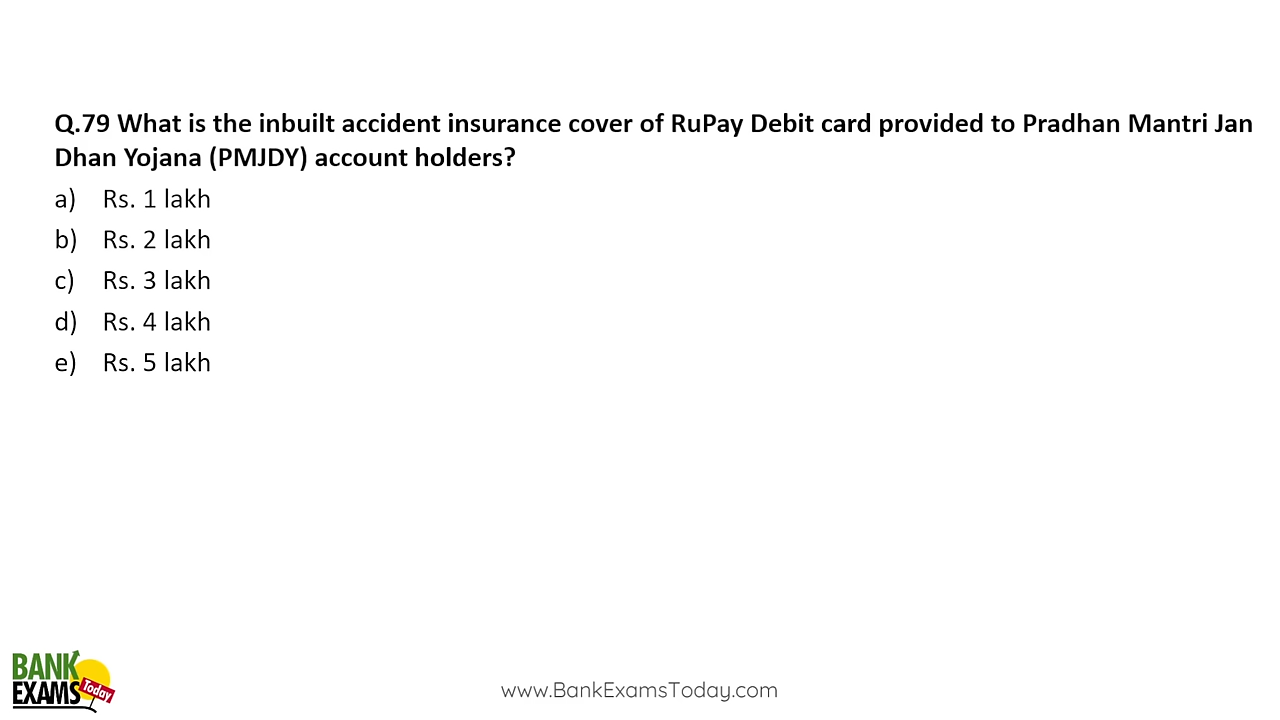 Q.79 What is the inbuilt accident insurance cover of RuPay Debit card provided to Pradhan Mantri Jan
Dhan Yojana (PMJDY) account holders?
a) Rs. 1 lakh
b) Rs. 2 lakh
c) Rs. 3 lakh
d) Rs. 4 lakh
e) Rs. 5 lakh
BANK
EXAMS Today
www.BankExamsToday.com